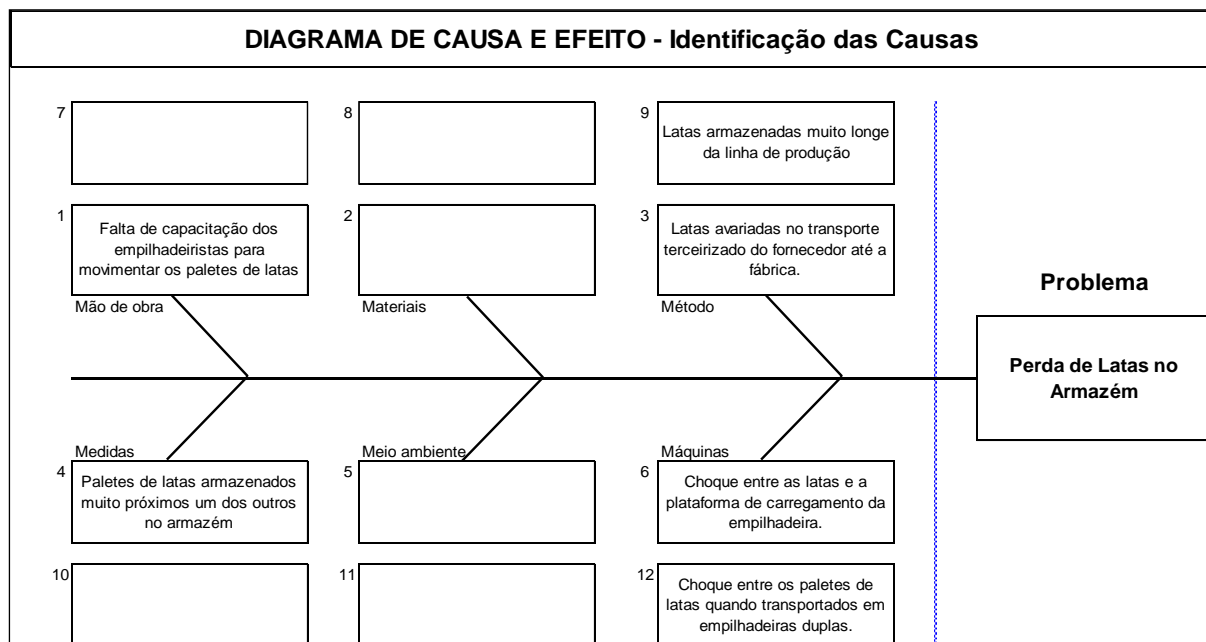 DIAGRAMA DE CAUSA E EFEITO - Identificação das Causas
7
8
9
Latas armazenadas muito longe
da linha de produção
1
Falta de capacitação dos
empilhadeiristas para
movimentar os paletes de latas
2
3
Latas avariadas no transporte
terceirizado do fornecedor até a
fábrica.
Mão de obra
Materiais
Método
Problema
Perda de Latas no
Armazém
Medidas
Meio ambiente
Máquinas
4
Paletes de latas armazenados
muito próximos um dos outros
no armazém
5
6
Choque entre as latas e a
plataforma de carregamento da
empilhadeira.
10
11
12
Choque entre os paletes de
latas quando transportados em
empilhadeiras duplas.